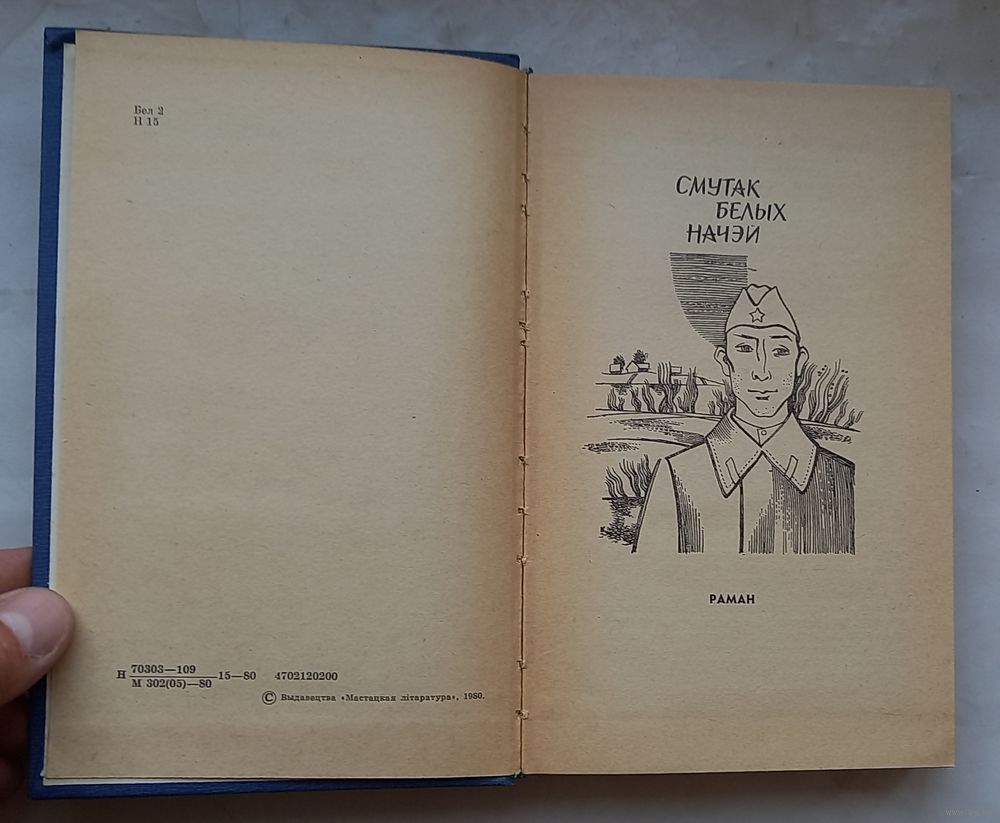 Бел 2
Н 15
Н 70303—109
М 302(05)—80 15—80 4702120200
© Выдавецтва «Мастацкая літаратура», 1980.
СМУТАК
БЕЛЫХ
НАЧЭЙ
РАМАН